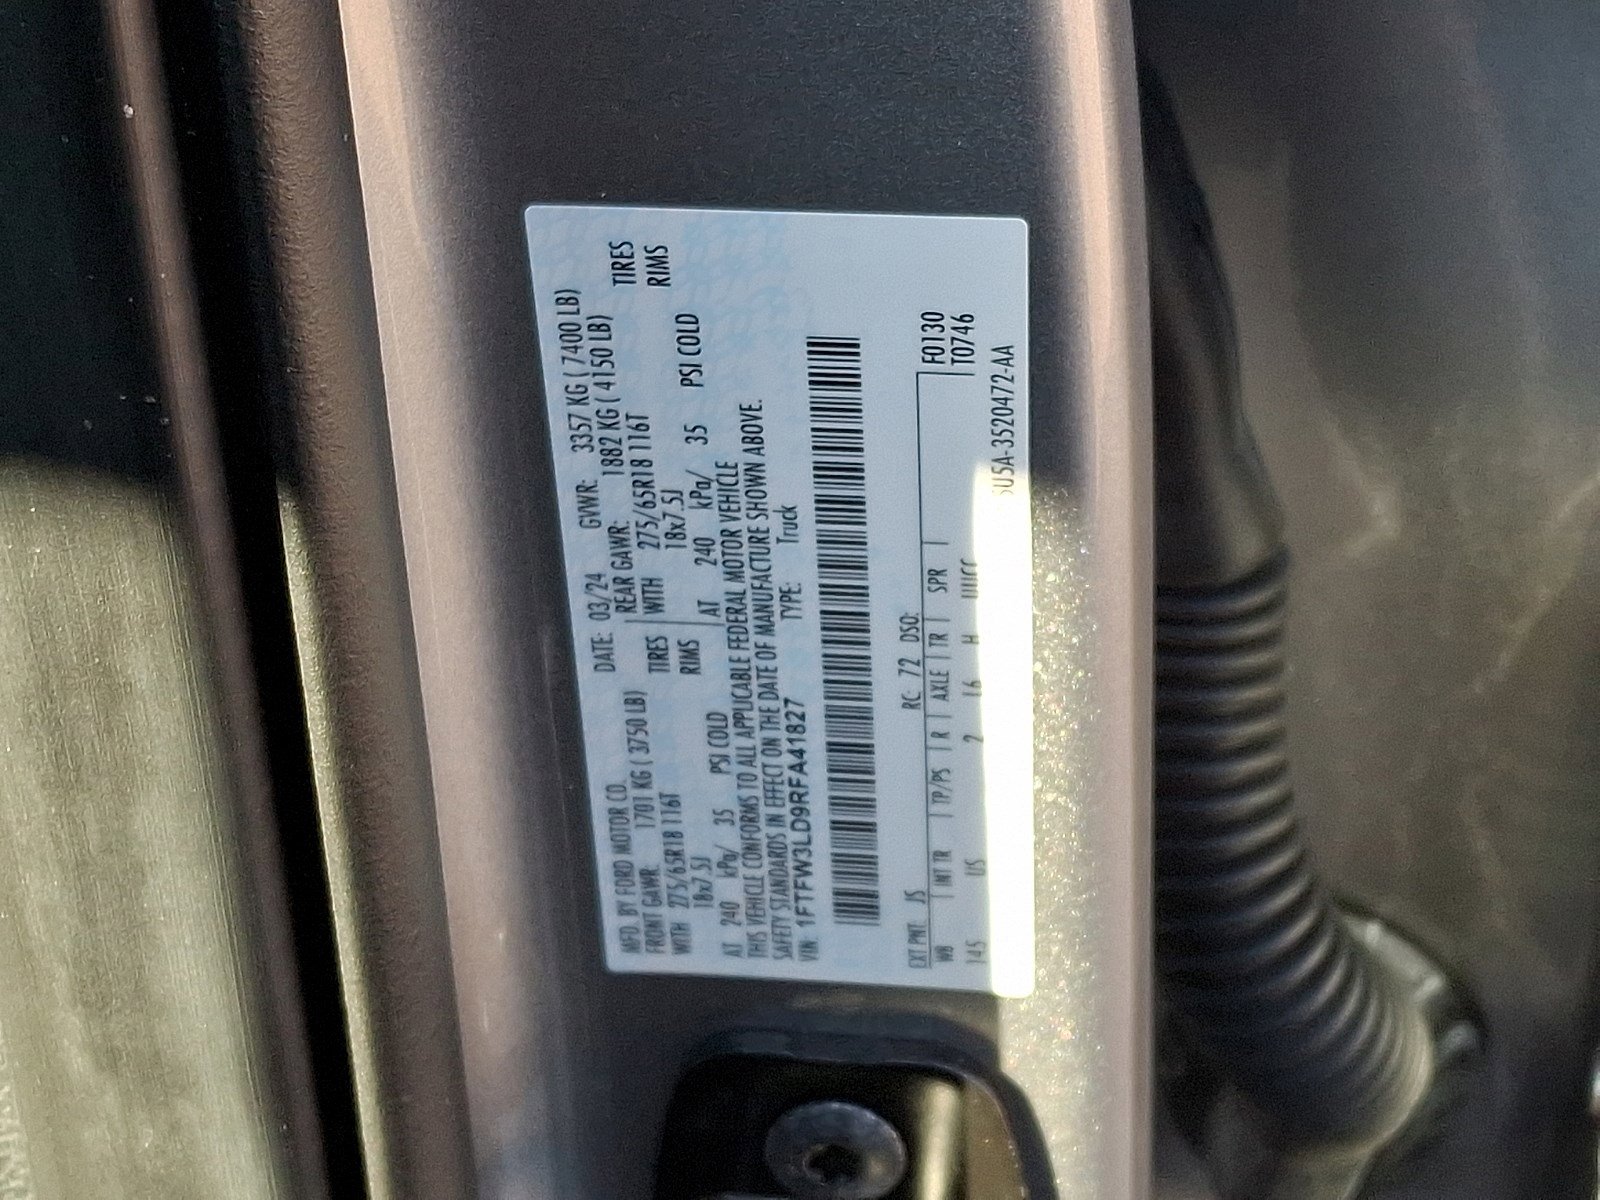 MFD. BY FORD MOTOR CO.
DATE: 03/24 GVWR: 3357 KG ( 7400 LB)
FRONT GAWR: 1701 KG ( 3750 LB)
REAR GAWR: 1882 KG ( 4150 LB)
WITH 275/65R18 116T TIRES
WITH 275/65R18 116T TIRES
18x7.5J RIMS
18x7.5J RIMS
AT 240 kPa/ 35 PSI COLD
AT 240 kPa/ 35 PSI COLD
THIS VEHICLE CONFORMS TO ALL APPLICABLE FEDERAL MOTOR VEHICLE
SAFETY STANDARDS IN EFFECT ON THE DATE OF MANUFACTURE SHOWN ABOVE.
VIN: 1FTFW3LD9RFA41827 TYPE: Truck
EXT PNT: JS RC: 72 DSO: F0130
WB INT TR TP/PS R AXLE TR SPR T0746
145 US 2 16 H
U5A-3520472-AA